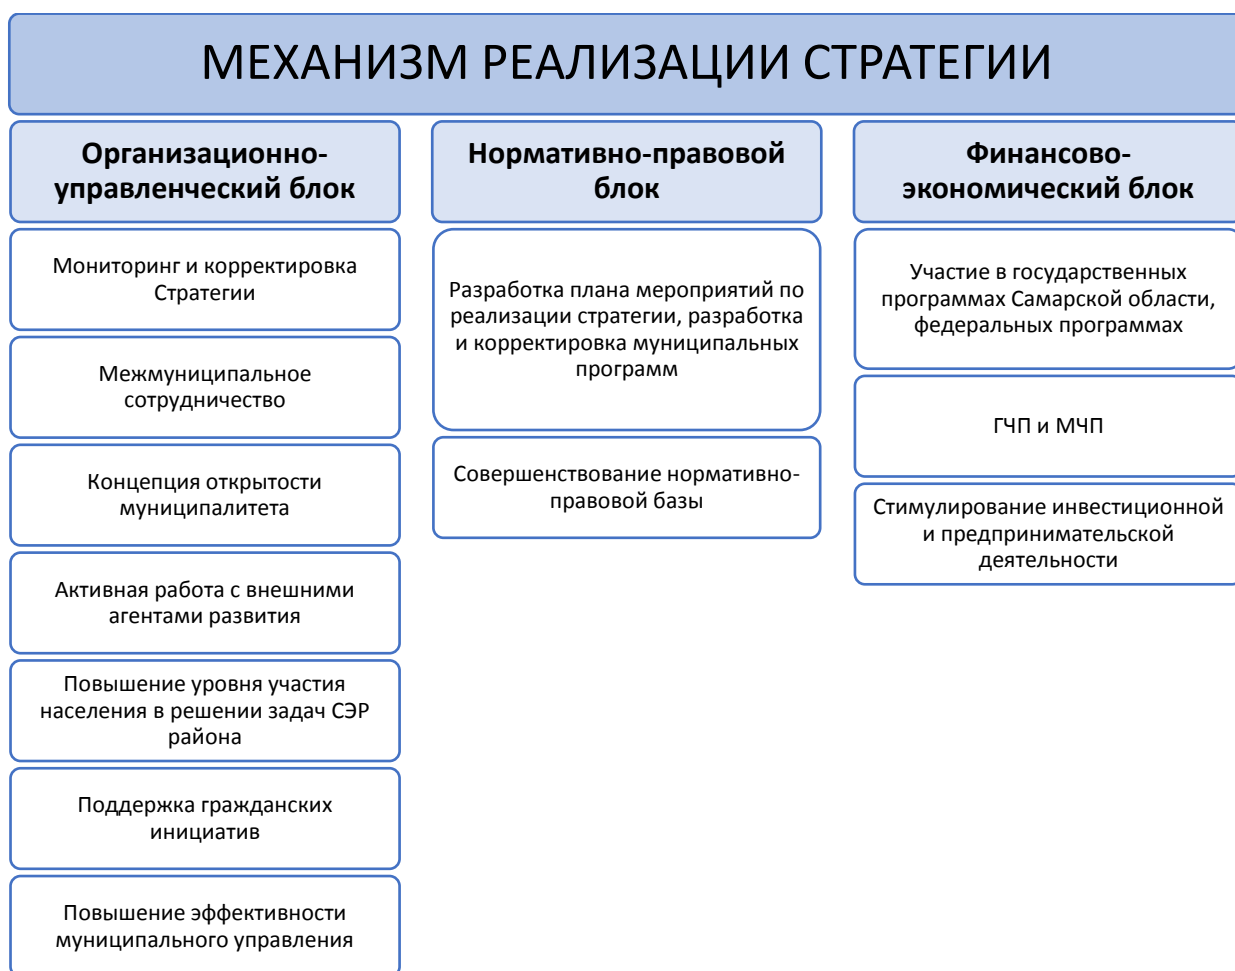 МЕХАНИЗМ РЕАЛИЗАЦИИ СТРАТЕГИИ
Организационно-
управленческий блок
Мониторинг и корректировка
Стратегии
Межмуниципальное
сотрудничество
Концепция открытости
муниципалитета
Активная работа с внешними
агентами развития
Повышение уровня участия
населения в решении задач СЭР
района
Поддержка гражданских
инициатив
Повышение эффективности
муниципального управления
Нормативно-правовой
блок
Разработка плана мероприятий по
реализации стратегии, разработка
и корректировка муниципальных
программ
Совершенствование нормативно-
правовой базы
Финансово-
экономический блок
Участие в государственных
программах Самарской области,
федеральных программах
ГЧП и МЧП
Стимулирование инвестиционной
и предпринимательской
деятельности